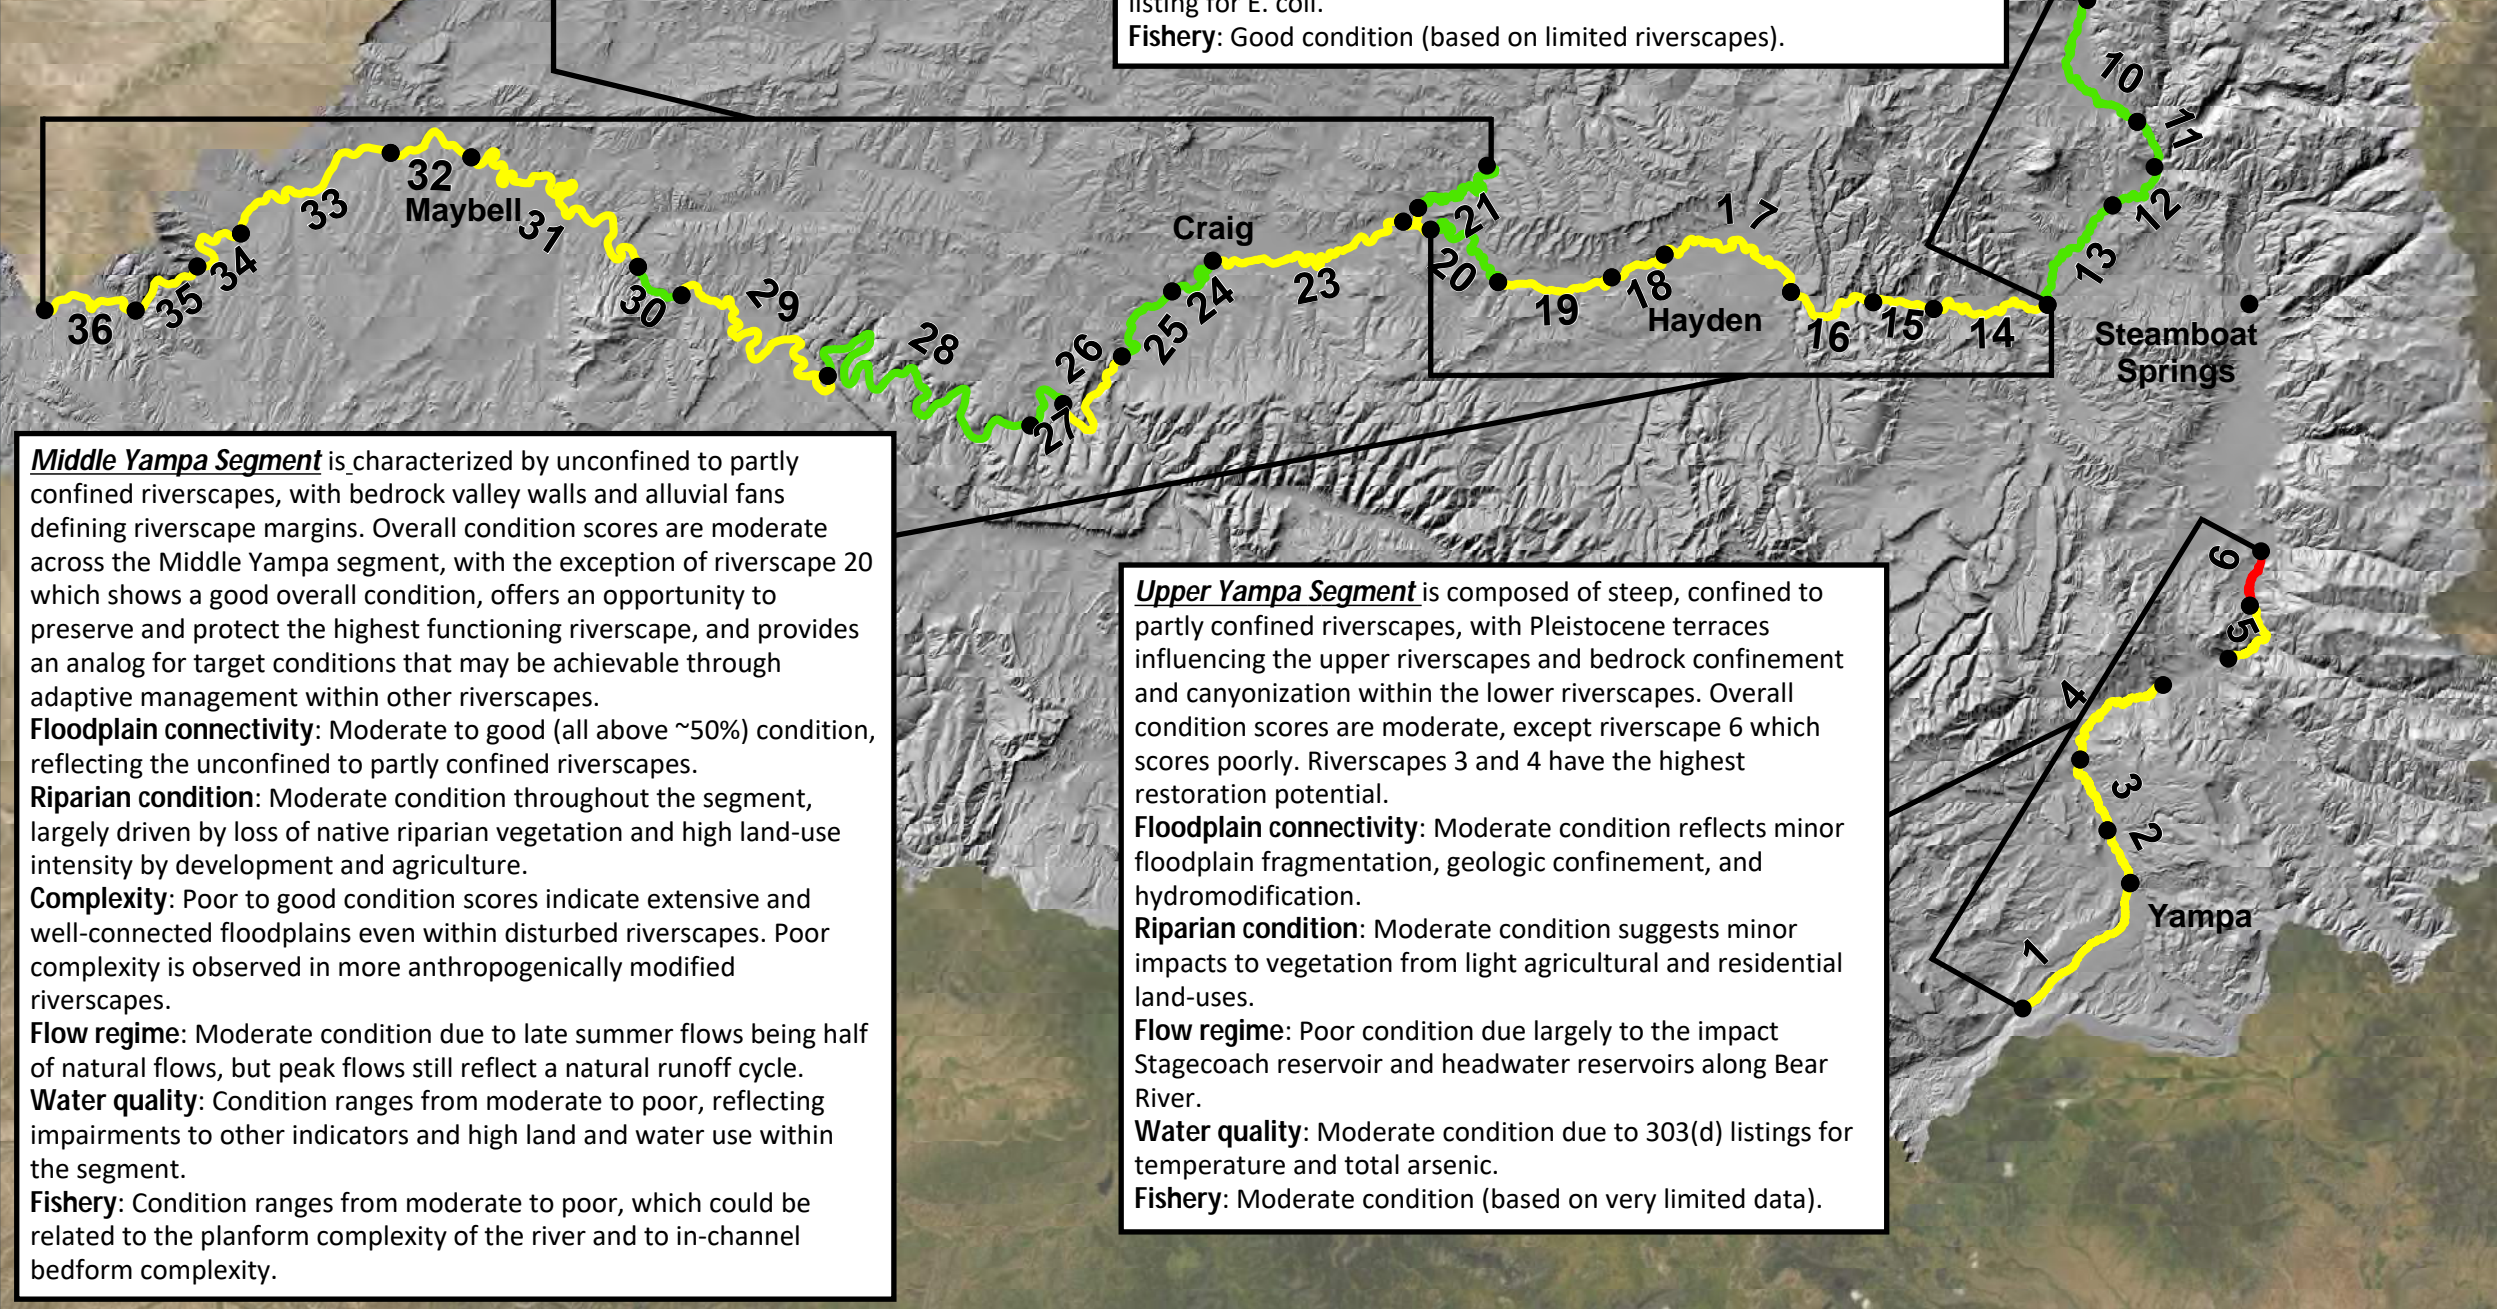 listing for E. coli.
Fishery: Good condition (based on limited riverscapes).
10
11
12
13
32
Maybell
33
31
34
35
36
30
29
28
Craig
21
20
23
24
25
26
27
19
18
17
Hayden
16
15
14
Steamboat
Springs
Middle Yampa Segment is characterized by unconfined to partly
confined riverscapes, with bedrock valley walls and alluvial fans
defining riverscape margins. Overall condition scores are moderate
across the Middle Yampa segment, with the exception of riverscape 20
which shows a good overall condition, offers an opportunity to
preserve and protect the highest functioning riverscape, and provides
an analog for target conditions that may be achievable through
adaptive management within other riverscapes.
Floodplain connectivity: Moderate to good (all above ~50%) condition,
reflecting the unconfined to partly confined riverscapes.
Riparian condition: Moderate condition throughout the segment,
largely driven by loss of native riparian vegetation and high land-use
intensity by development and agriculture.
Complexity: Poor to good condition scores indicate extensive and
well-connected floodplains even within disturbed riverscapes. Poor
complexity is observed in more anthropogenically modified
riverscapes.
Flow regime: Moderate condition due to late summer flows being half
of natural flows, but peak flows still reflect a natural runoff cycle.
Water quality: Condition ranges from moderate to poor, reflecting
impairments to other indicators and high land and water use within
the segment.
Fishery: Condition ranges from moderate to poor, which could be
related to the planform complexity of the river and to in-channel
bedform complexity.
Upper Yampa Segment is composed of steep, confined to
partly confined riverscapes, with Pleistocene terraces
influencing the upper riverscapes and bedrock confinement
and canyonization within the lower riverscapes. Overall
condition scores are moderate, except riverscape 6 which
scores poorly. Riverscapes 3 and 4 have the highest
restoration potential.
Floodplain connectivity: Moderate condition reflects minor
floodplain fragmentation, geologic confinement, and
hydromodification.
Riparian condition: Moderate condition suggests minor
impacts to vegetation from light agricultural and residential
land-uses.
Flow regime: Poor condition due largely to the impact
Stagecoach reservoir and headwater reservoirs along Bear
River.
Water quality: Moderate condition due to 303(d) listings for
temperature and total arsenic.
Fishery: Moderate condition (based on very limited data).
6
5
4
3
2
Yampa
1